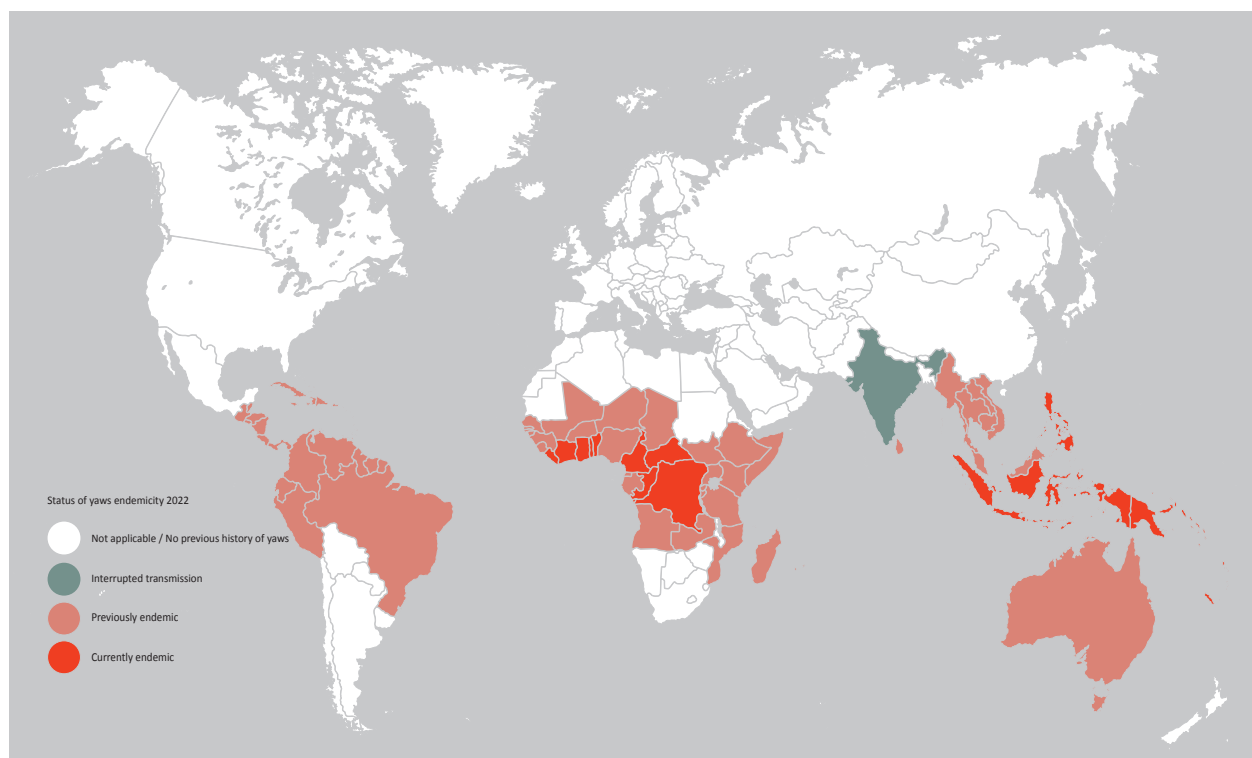 Status of yaws endemicity 2022
Not applicable / No previous history of yaws
Interrupted transmission
Previously endemic
Currently endemic